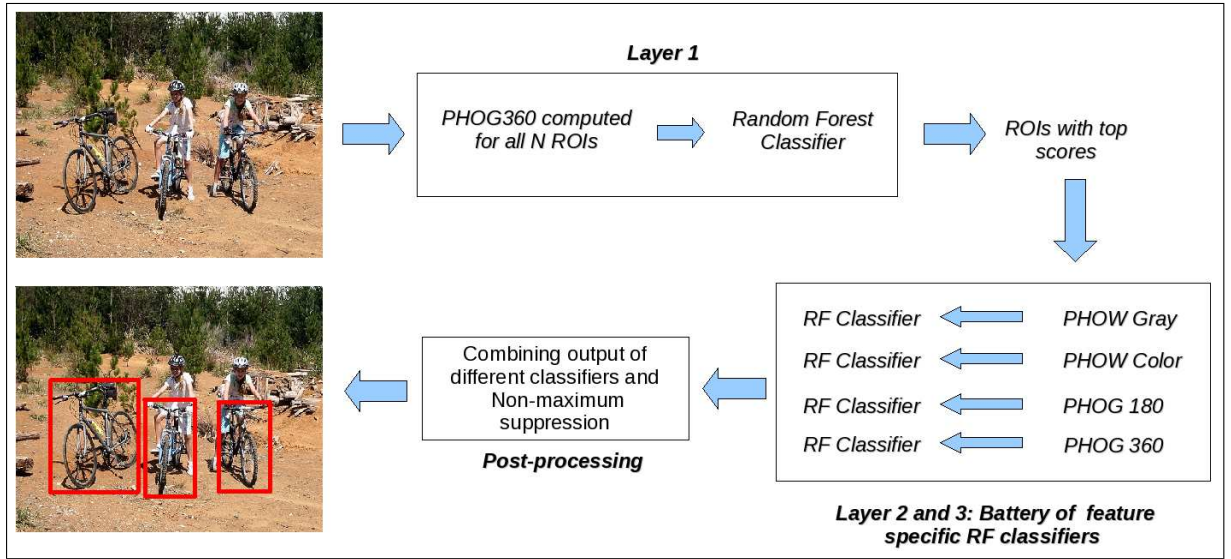 Layer 1
PHOG360 computed
for all N ROIs
Random Forest
Classifier
ROIs with top
scores
RF Classifier
PHOW Gray
RF Classifier
PHOW Color
RF Classifier
PHOG 180
RF Classifier
PHOG 360
Layer 2 and 3: Battery of feature
specific RF classifiers
Combining output of
different classifiers and
Non-maximum
suppression
Post-processing